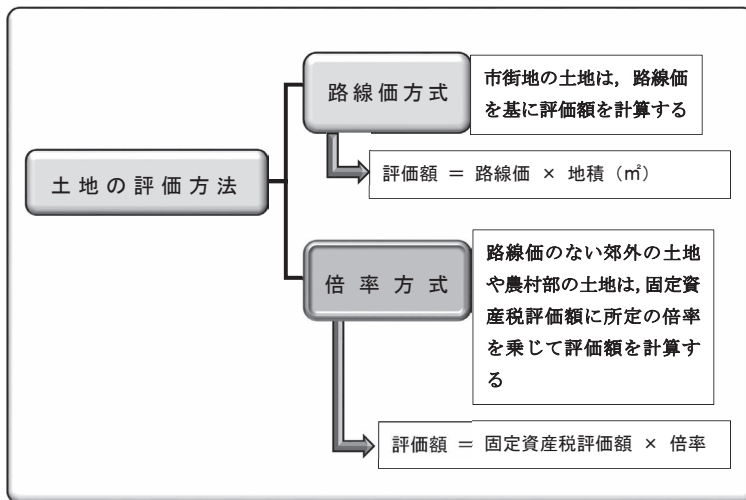 土地の評価方法
路線価方式
市街地の土地は，路線価
を基に評価額を計算する
評価額 ＝ 路線価 × 地積（㎡）
倍率方式
路線価のない郊外の土地
や農村部の土地は，固定資
産税評価額に所定の倍率
を乗じて評価額を計算す
る
評価額 ＝ 固定資産税評価額 × 倍率